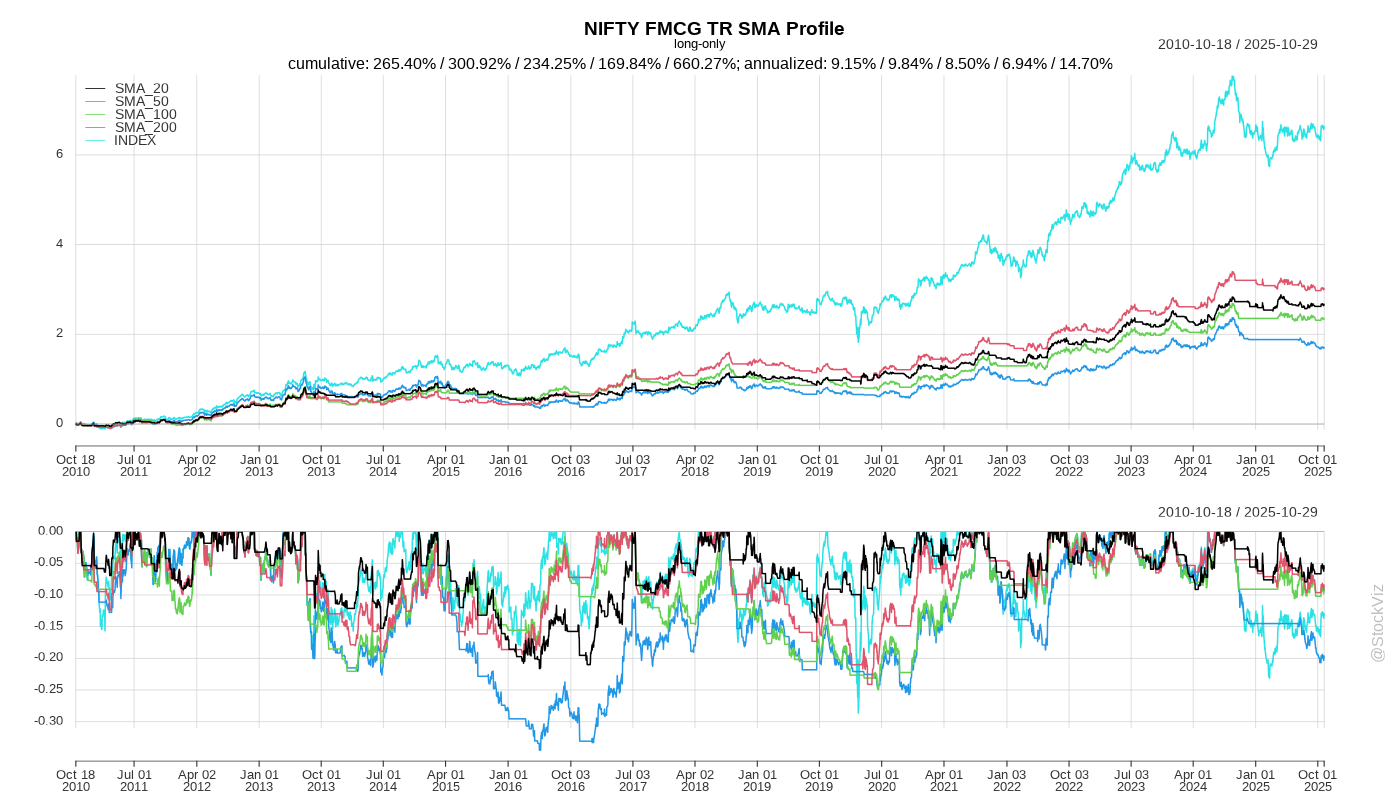 NIFTY FMCG TR SMA Profile
long-only
2010-10-18 / 2025-10-29
cumulative: 265.40% / 300.92% / 234.25% / 169.84% / 660.27%; annualized: 9.15% / 9.84% / 8.50% / 6.94% / 14.70%
SMA_20
SMA_50
SMA_100
SMA_200
INDEX
6
4
2
0
Oct 18 Jul 01 Apr 02 Jan 01 Oct 01 Jul 01 Apr 01 Jan 01 Oct 03 Jul 03 Apr 02 Jan 01 Oct 01 Jul 01 Apr 01 Jan 03 Oct 03 Jul 03 Apr 01 Jan 01 Oct 01
2010 2011 2012 2013 2013 2014 2015 2016 2016 2017 2018 2019 2019 2020 2021 2022 2022 2023 2024 2025 2025
2010-10-18 / 2025-10-29
0.00
-0.05
-0.10
-0.15
-0.20
-0.25
-0.30
Oct 18 Jul 01 Apr 02 Jan 01 Oct 01 Jul 01 Apr 01 Jan 01 Oct 03 Jul 03 Apr 02 Jan 01 Oct 01 Jul 01 Apr 01 Jan 03 Oct 03 Jul 03 Apr 01 Jan 01 Oct 01
2010 2011 2012 2013 2013 2014 2015 2016 2016 2017 2018 2019 2019 2020 2021 2022 2022 2023 2024 2025 2025
@StockViz